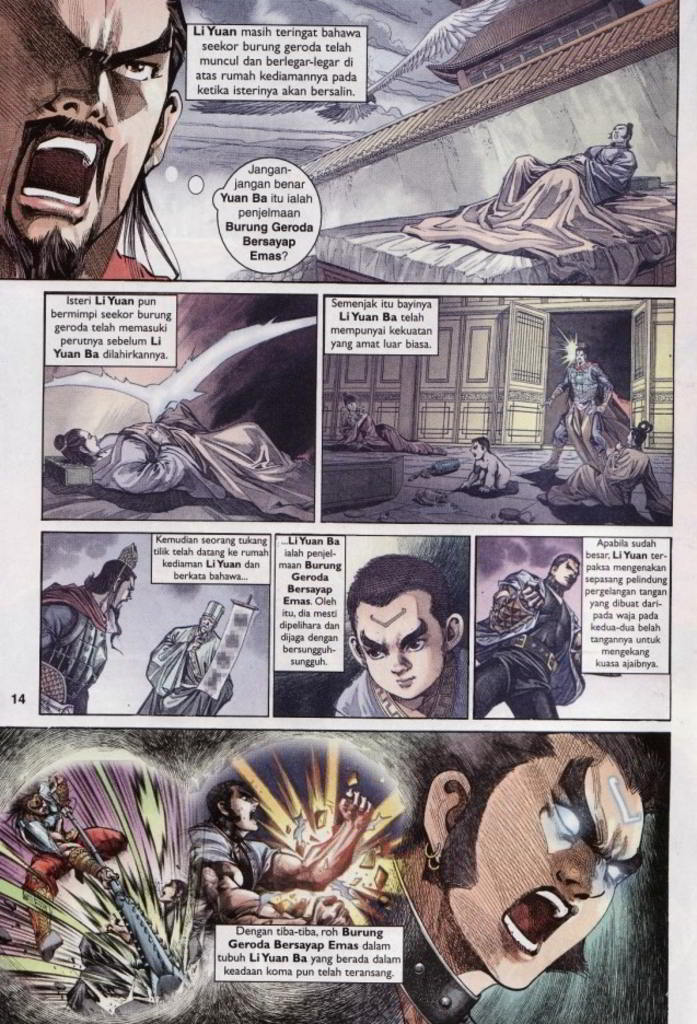 Li Yuan masih teringat bahawa
seekor burung geroda telah
muncul dan berlegar-legar di
atas rumah kediamannya pada
ketika isterinya akan bersalin.
Jangan-
jangan benar
Yuan Ba itu ialah
penjelmaan
Burung Geroda
Bersayap
Emas?
Isteri Li Yuan pun
bermimpi seekor burung
geroda telah memasuki
perutnya sebelum Li
Yuan Ba dilahirkannya.
Semenjak itu bayinya
Li Yuan Ba telah
mempunyai kekuatan
yang amat luar biasa.
Kemudian seorang tukang
tilik telah datang ke rumah
kediaman Li Yuan dan
berkata bahawa...
...Li Yuan Ba
ialah penjel-
maan Burung
Geroda
Bersayap
Emas. Oleh
itu, dia mesti
dipelihara dan
dijaga dengan
bersungguh-
sungguh.
Apabila sudah
besar, Li Yuan ter-
paksa mengenakan
sepasang pelindung
pergelangan tangan
yang dibuat dari-
pada waja pada
kedua-dua belah
tangannya untuk
mengekang
kuasa ajaibnya.
14
Dengan tiba-tiba, roh Burung
Geroda Bersayap Emas dalam
tubuh Li Yuan Ba yang berada dalam
keadaan koma pun telah teransang.